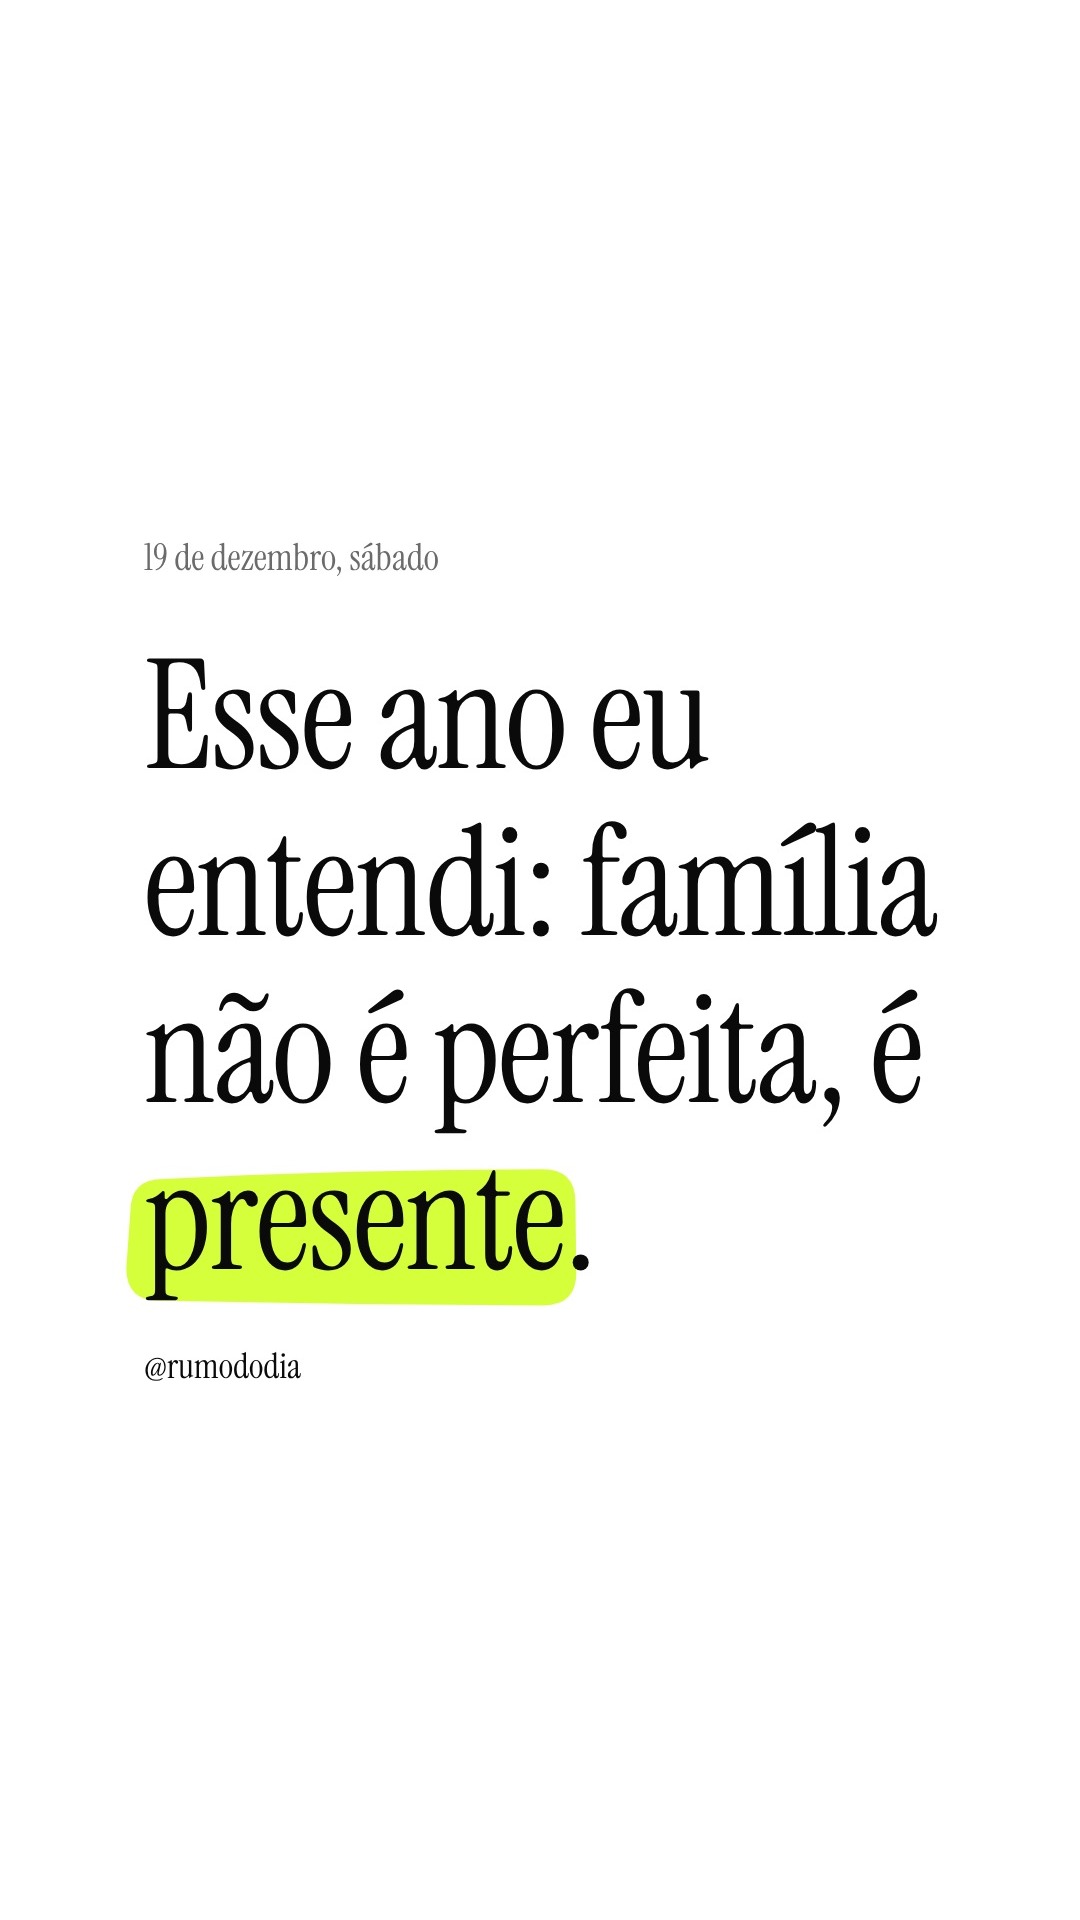 19 de dezembro, sábado
Esse ano eu
entendi: família
não é perfeita, é
presente.
@rumododia